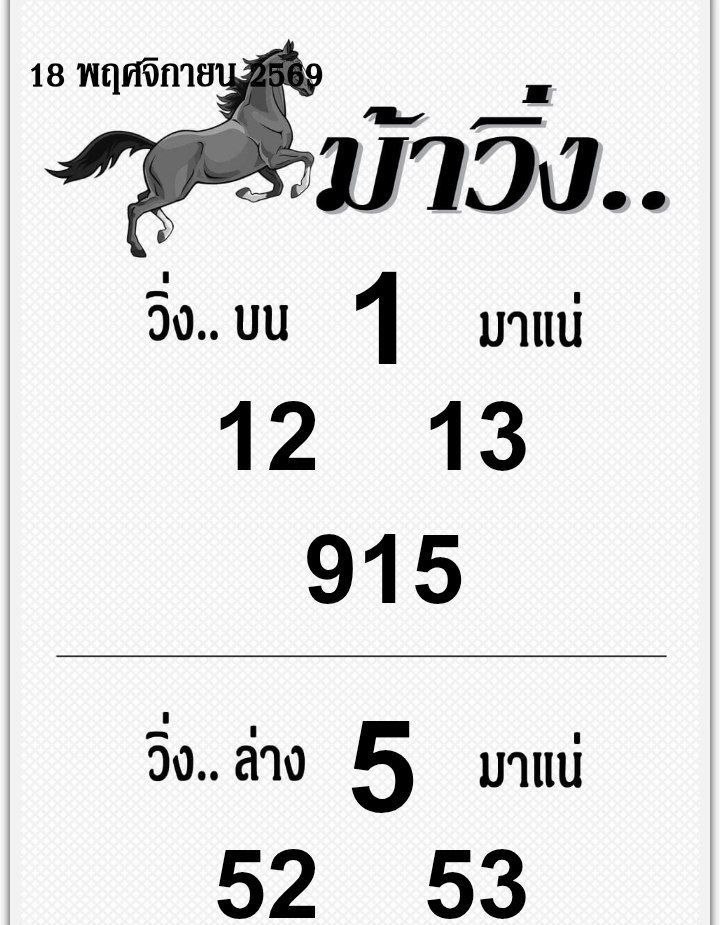 18 พฤศจิกายน 2569
ม้าวิ่ง..
วิ่ง.. บน 1 มาแน่
12 13
915
วิ่ง.. ล่าง 5 มาแน่
52 53